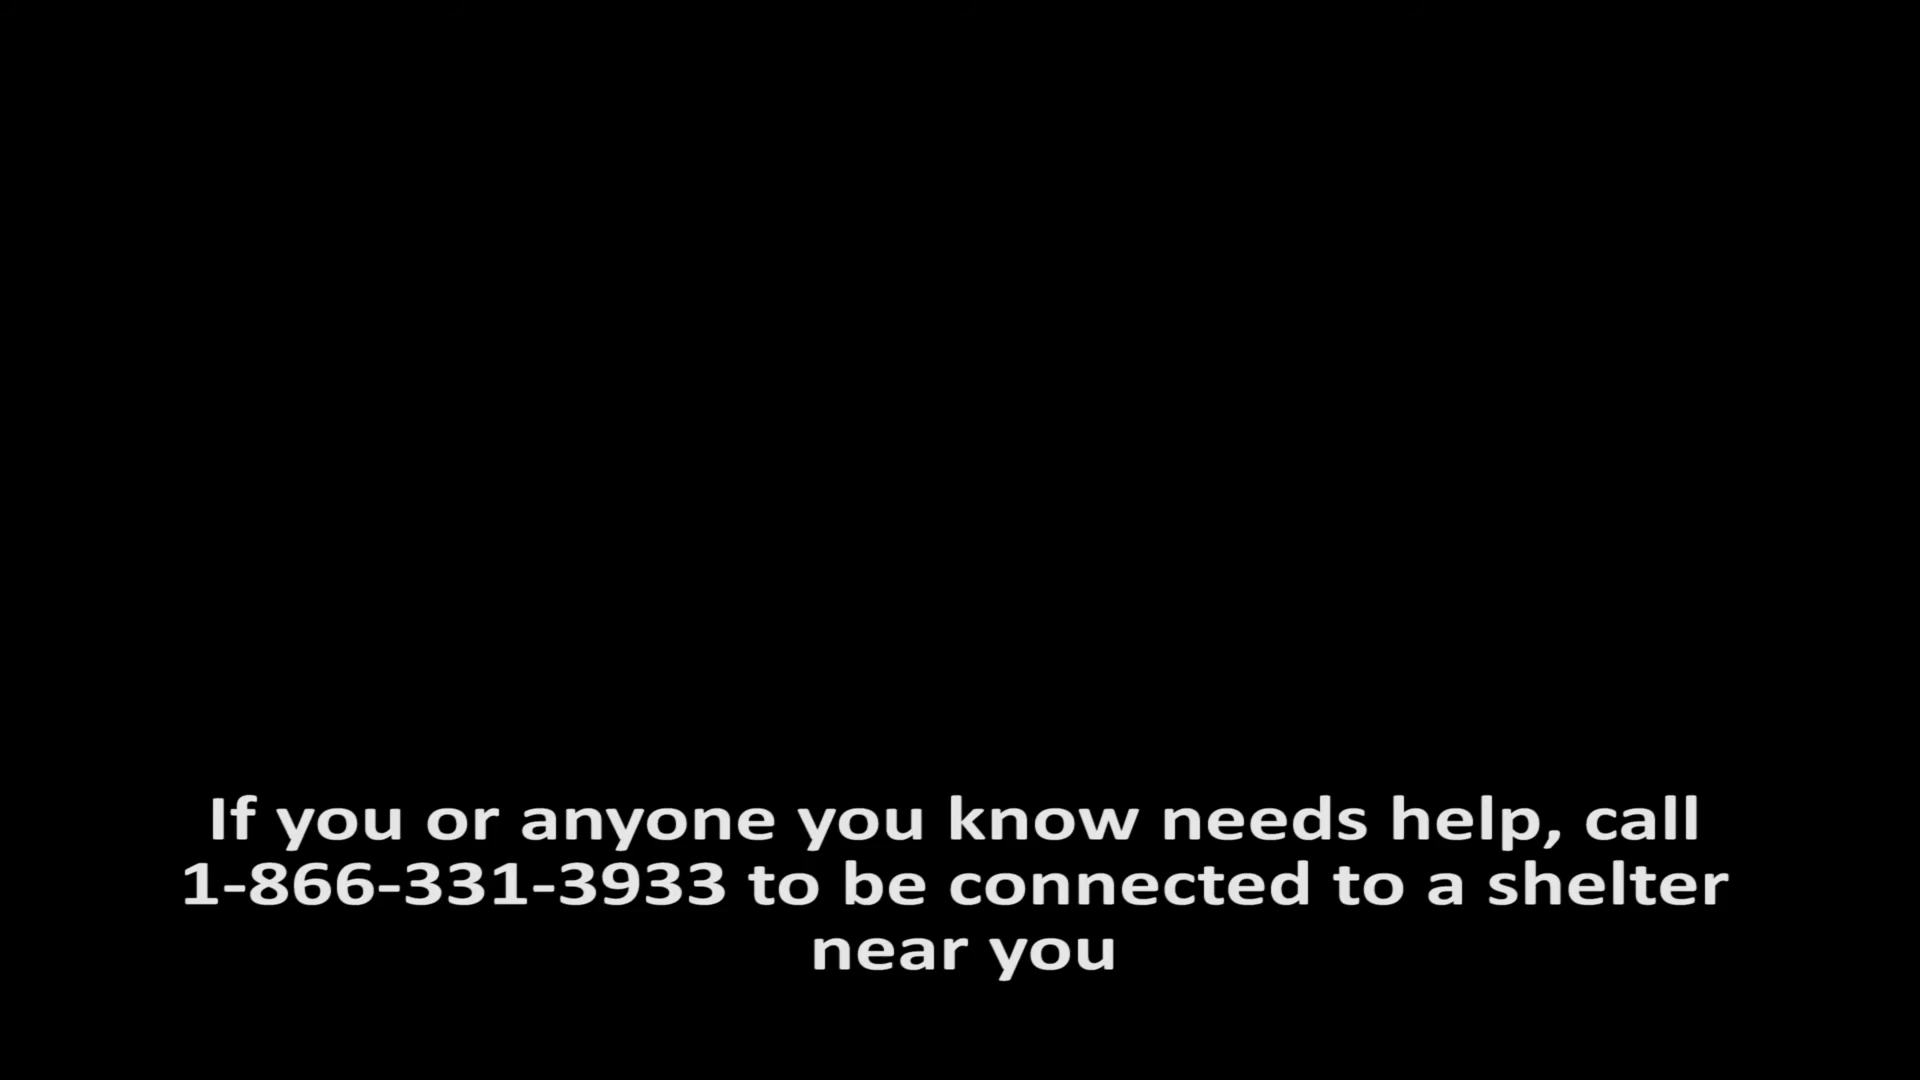 If you or anyone you know needs help, call
1-866-331-3933 to be connected to a shelter
near you